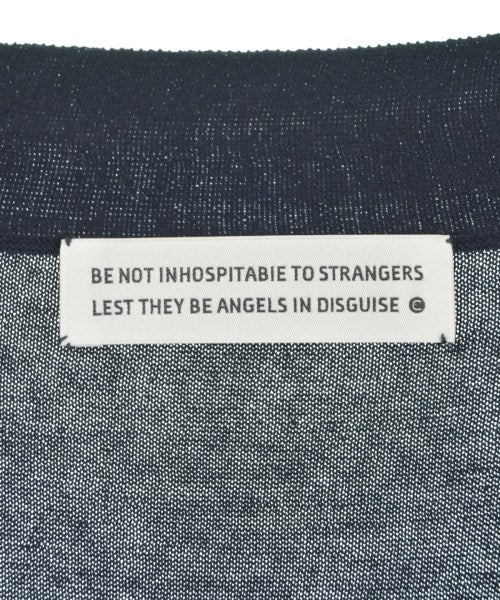 BE NOT INHOSPITABIE TO STRANGERS
LEST THEY BE ANGELS IN DISGUISE ©